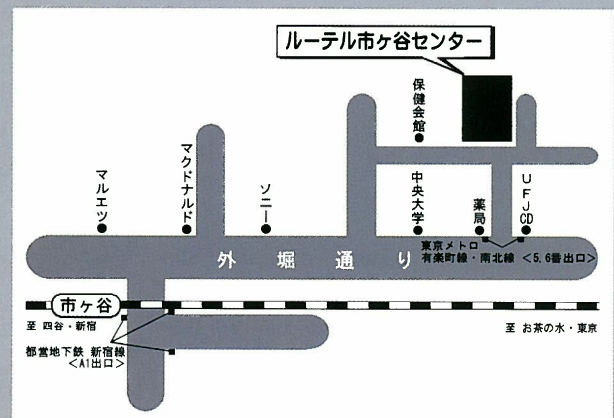 ルーテル市ヶ谷センター
保健会館
マクドナルド
マルエツ
ソニー
中央大学
薬局
UFJCD
外堀通り
東京メトロ
有楽町線・南北線 <5.6番出口>
市ヶ谷
至 四谷・新宿
至 お茶の水・東京
都営地下鉄 新宿線
<A1出口>